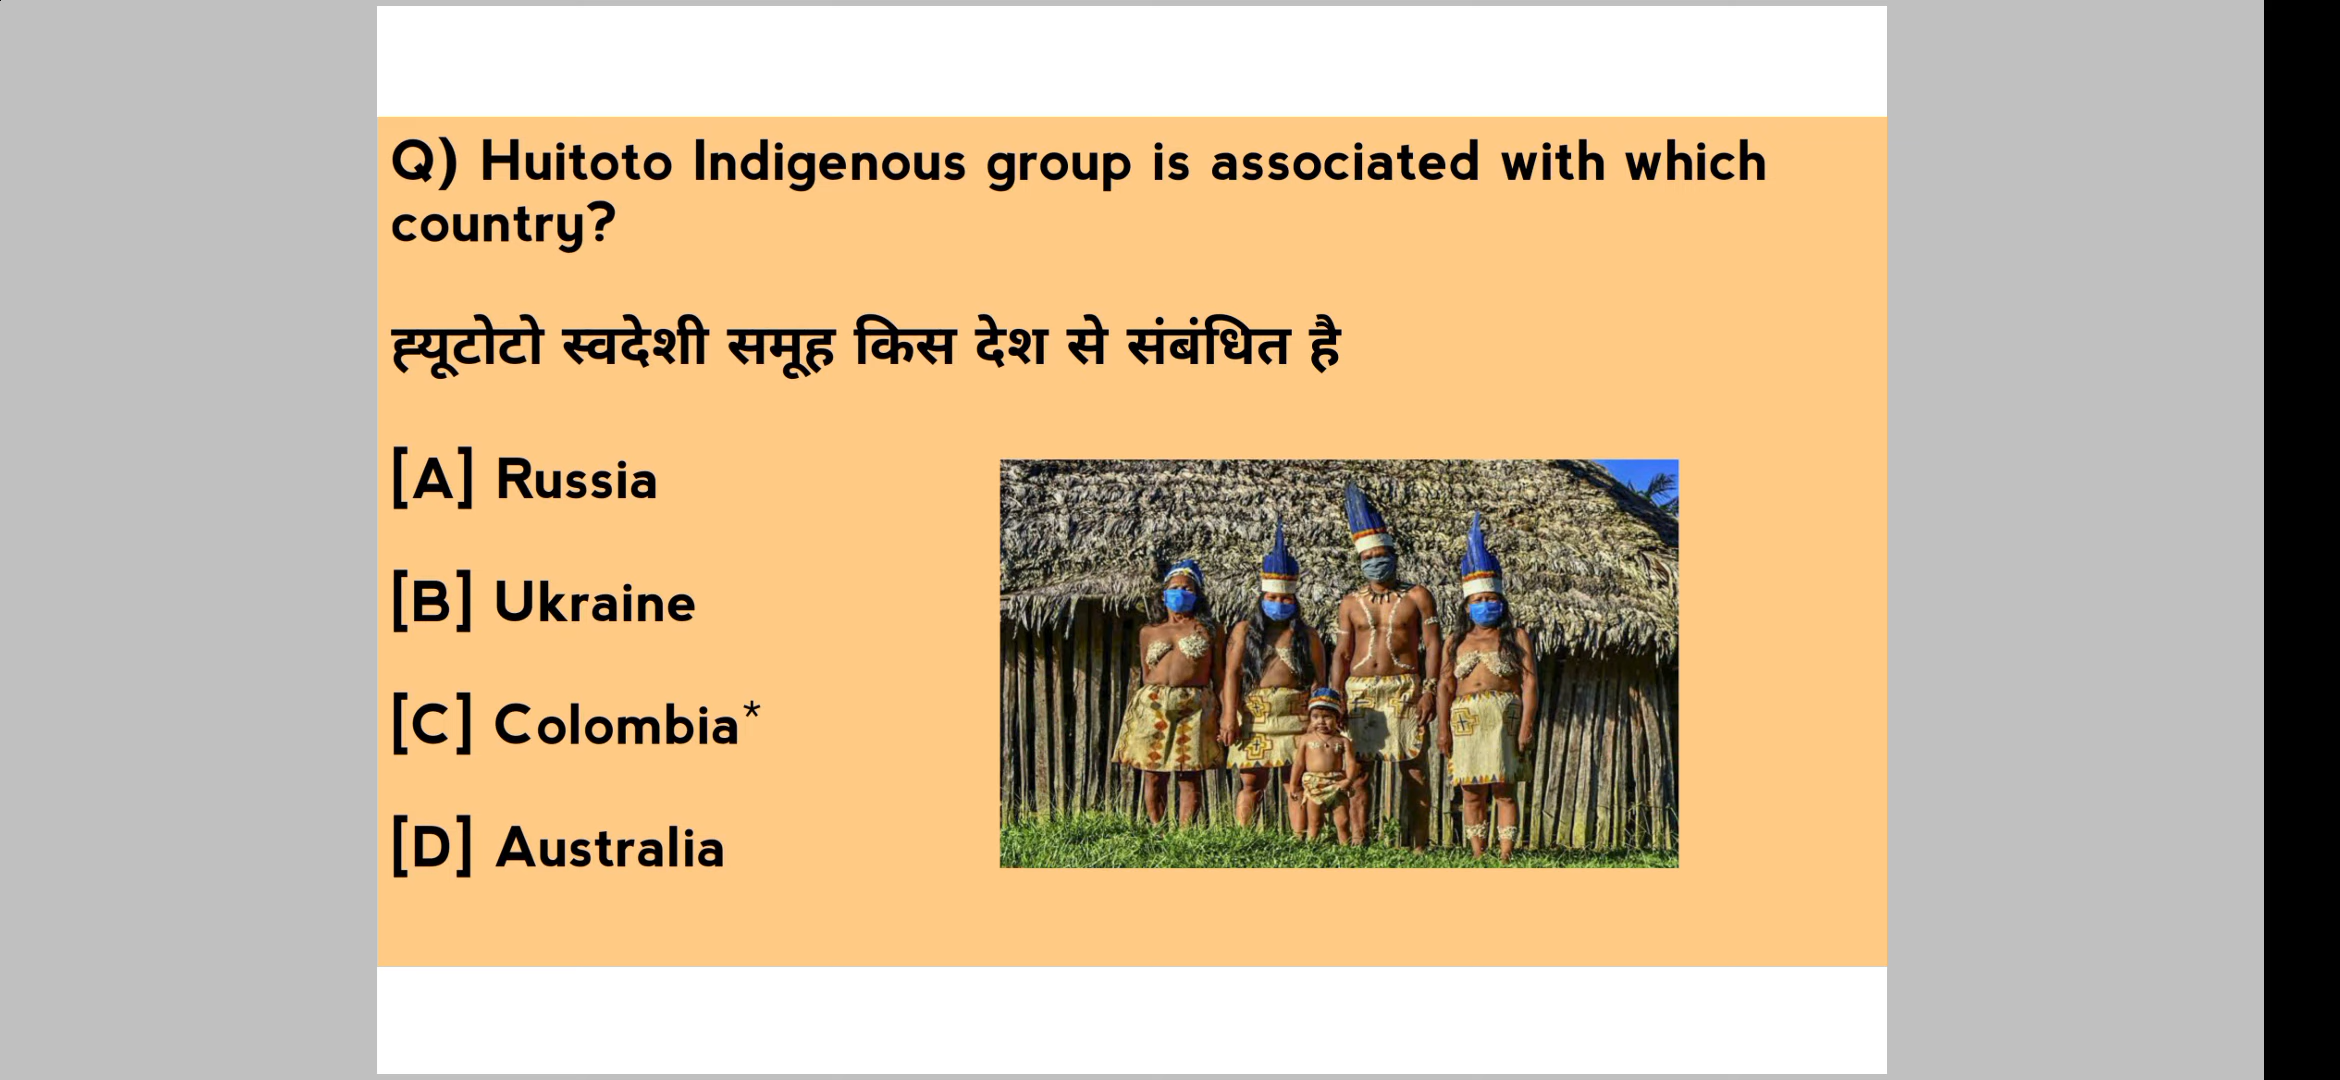 Q) Huitoto Indigenous group is associated with which
country?
ह्यूटोटो स्वदेशी समूह किस देश से संबंधित है
[A] Russia
[B] Ukraine
[C] Colombia*
[D] Australia